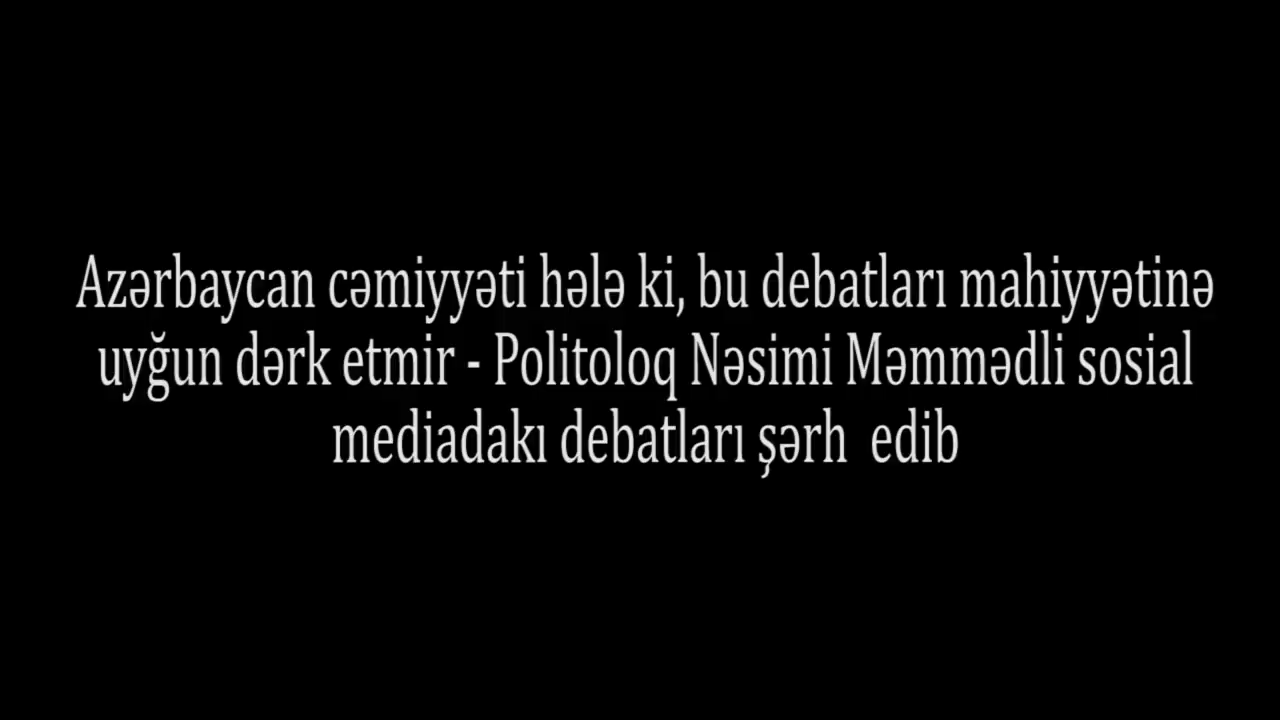 Azərbaycan cəmiyyəti hələ ki, bu debatları mahiyyətinə
uyğun dərk etmir - Politoloq Nəsimi Məmmədli sosial
mediadakı debatları şərh  edib